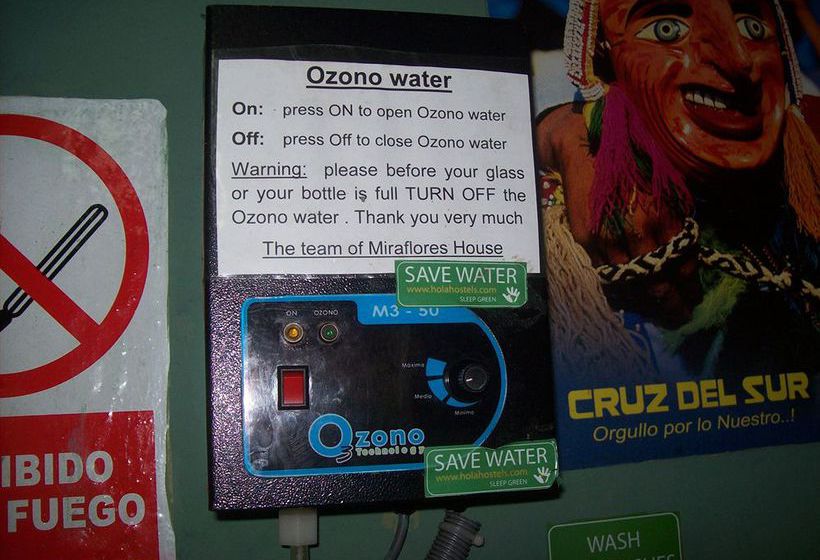 Ozono water
On: press ON to open Ozono water
Off: press Off to close Ozono water
Warning: please before your glass
or your bottle is full TURN OFF the
Ozono water . Thank you very much
The team of Miraflores House
SAVE WATER
www.holahostels.com
SLEEP GREEN
M3 - 50
ON OZONO
Maximo
Medio
Minimo
Ozono
Technology
SAVE WATER
www.holahostels.com
SLEEP GREEN
IBIDO
FUEGO
CRUZ DEL SUR
Orgullo por lo Nuestro..!
WASH